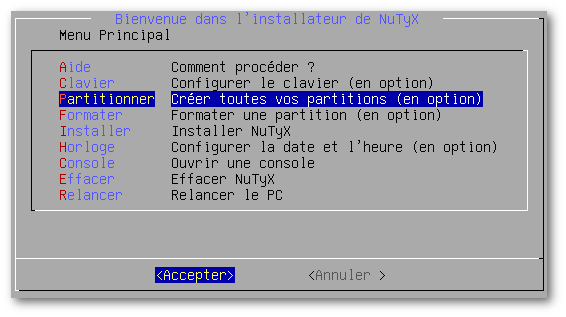 Bienvenue dans l'installateur de NuTyX
Menu Principal
Aide Comment procéder ?
Clavier Configurer le clavier (en option)
Partitionner Créer toutes vos partitions (en option)
Formater Formater une partition (en option)
Installer Installer NuTyX
Horloge Configurer la date et l'heure (en option)
Console Ouvrir une console
Effacer Effacer NuTyX
Relancer Relancer le PC
<Accepter> <Annuler >